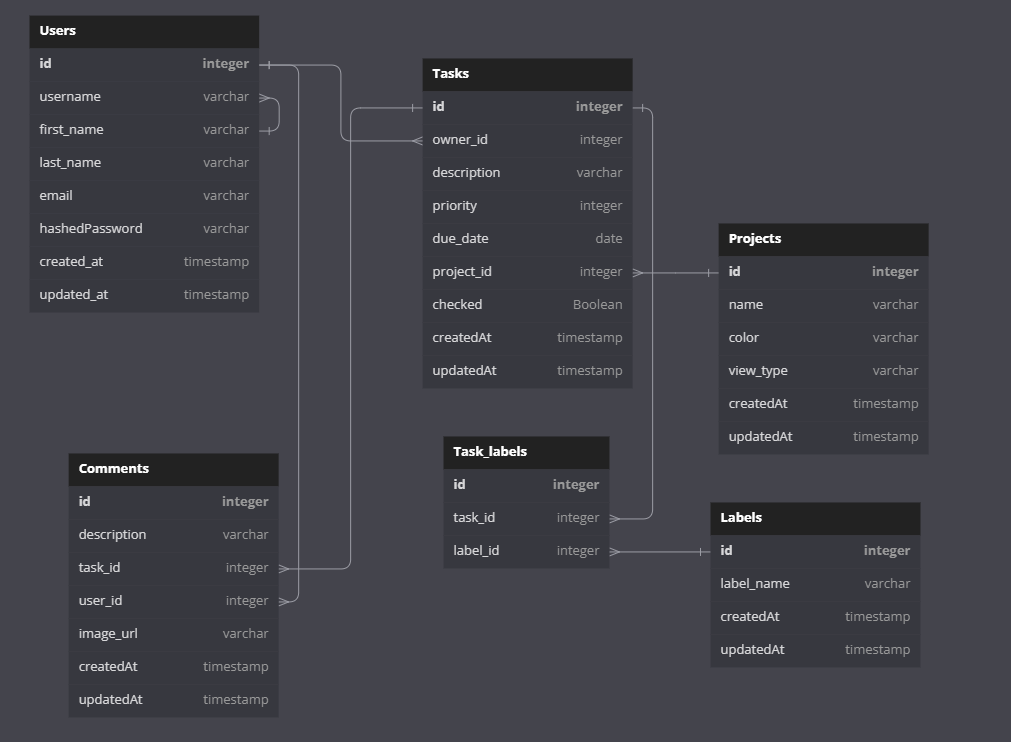 Users
id integer
username varchar
first_name varchar
last_name varchar
email varchar
hashedPassword varchar
created_at timestamp
updated_at timestamp
Tasks
id integer
owner_id integer
description varchar
priority integer
due_date date
project_id integer
checked Boolean
createdAt timestamp
updatedAt timestamp
Projects
id integer
name varchar
color varchar
view_type varchar
createdAt timestamp
updatedAt timestamp
Comments
id integer
description varchar
task_id integer
user_id integer
image_url varchar
createdAt timestamp
updatedAt timestamp
Task_labels
id integer
task_id integer
label_id integer
Labels
id integer
label_name varchar
createdAt timestamp
updatedAt timestamp